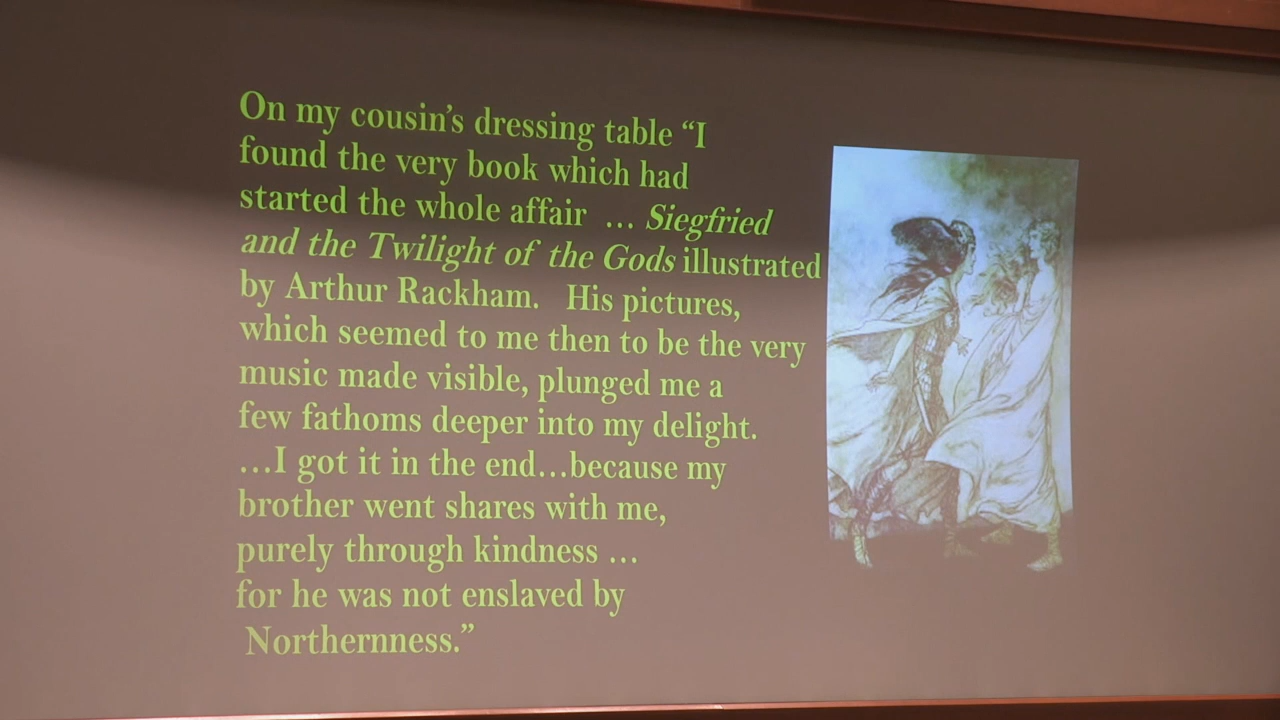 On my cousin's dressing table “I
found the very book which had
started the whole affair … Siegfried
and the Twilight of the Gods illustrated
by Arthur Rackham. His pictures,
which seemed to me then to be the very
music made visible, plunged me a
few fathoms deeper into my delight.
…I got it in the end…because my
brother went shares with me,
purely through kindness …
for he was not enslaved by
Northernness.”